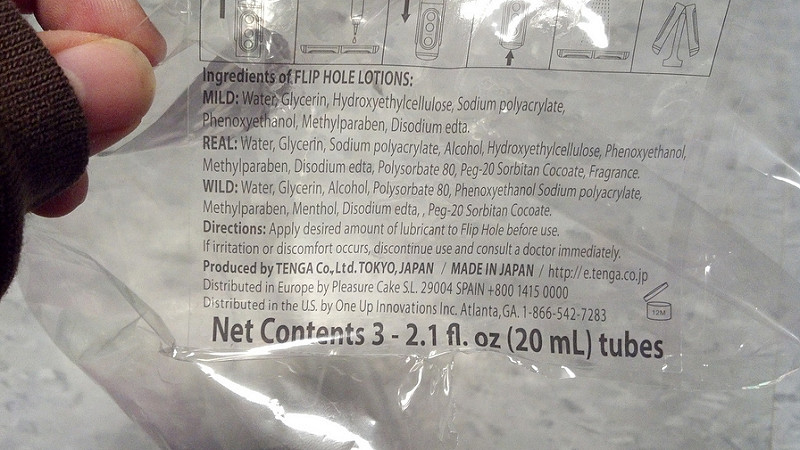 Ingredients of FLIP HOLE LOTIONS:
MILD: Water, Glycerin, Hydroxyethylcellulose, Sodium polyacrylate,
Phenoxyethanol, Methylparaben, Disodium edta.
REAL: Water, Glycerin, Sodium polyacrylate, Alcohol, Hydroxyethylcellulose, Phenoxyethanol,
Methylparaben, Disodium edta, Polysorbate 80, Peg-20 Sorbitan Cocoate, Fragrance.
WILD: Water, Glycerin, Alcohol, Polysorbate 80, Phenoxyethanol Sodium polyacrylate,
Methylparaben, Menthol, Disodium edta, , Peg-20 Sorbitan Cocoate.
Directions: Apply desired amount of lubricant to Flip Hole before use.
If irritation or discomfort occurs, discontinue use and consult a doctor immediately.
Produced by TENGA Co., Ltd. TOKYO, JAPAN / MADE IN JAPAN / http://e.tenga.co.jp
Distributed in Europe by Pleasure Cake S.L. 29004 SPAIN +800 1415 0000
Distributed in the U.S. by One Up Innovations Inc. Atlanta, GA. 1-866-542-7283
12M
Net Contents 3 - 2.1 fl. oz (20 mL) tubes